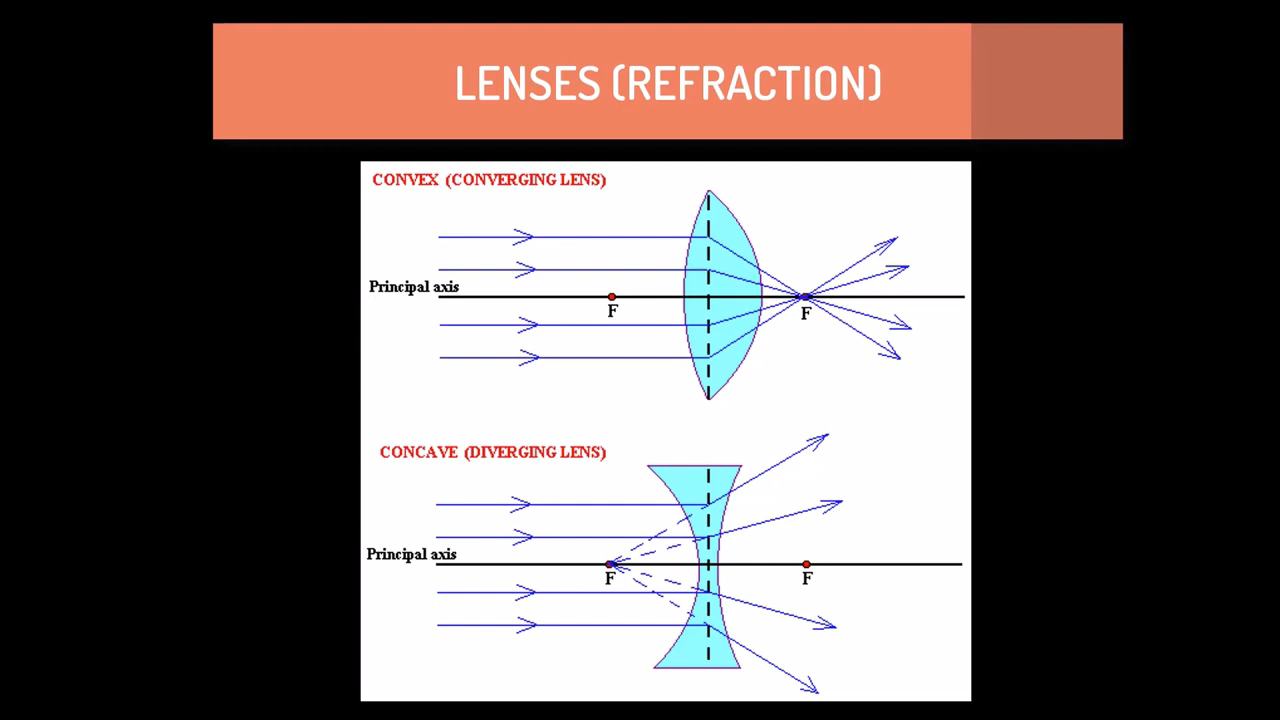 LENSES (REFRACTION)
CONVEX (CONVERGING LENS)
Principal axis
F
F
CONCAVE (DIVERGING LENS)
Principal axis
F
F